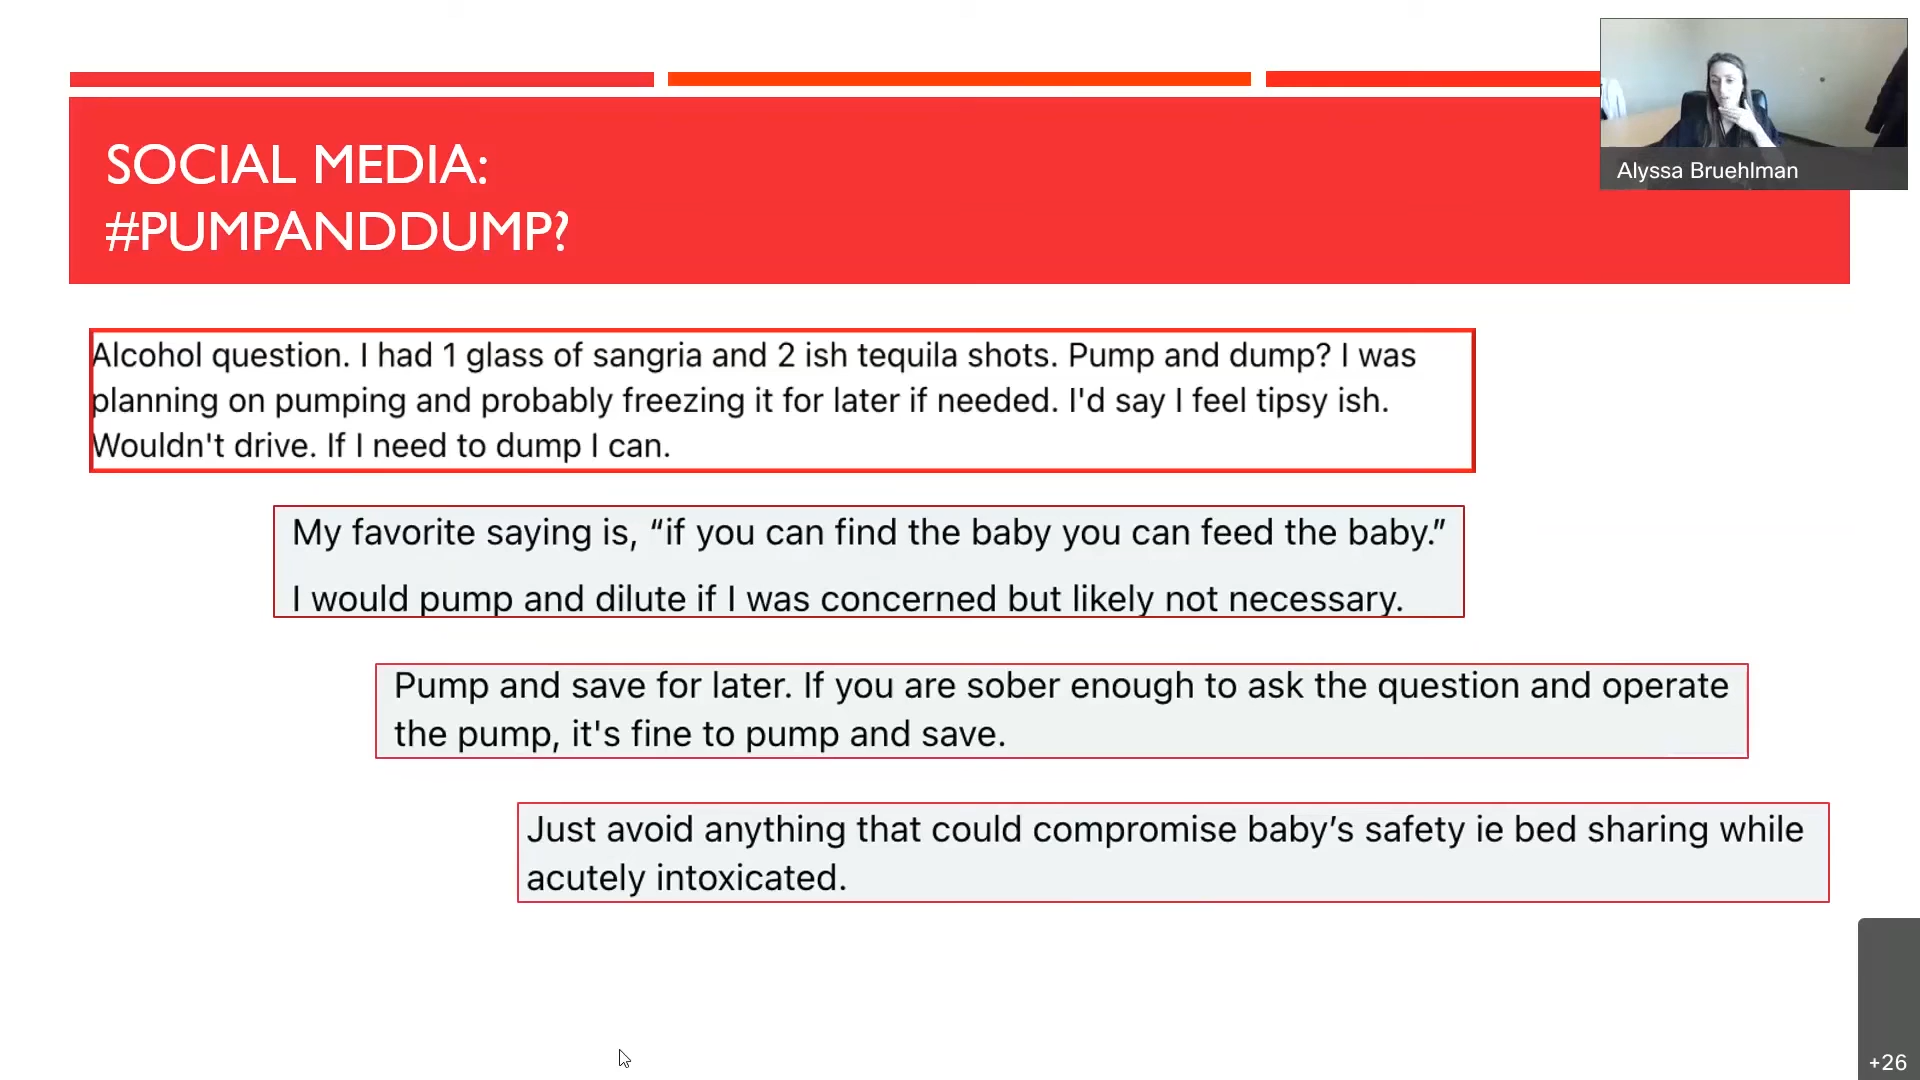 SOCIAL MEDIA:
#PUMPANDDUMP?
Alyssa Bruehlman
Alcohol question. I had 1 glass of sangria and 2 ish tequila shots. Pump and dump? I was
planning on pumping and probably freezing it for later if needed. I'd say I feel tipsy ish.
Wouldn't drive. If I need to dump I can.
My favorite saying is, “if you can find the baby you can feed the baby.”
I would pump and dilute if I was concerned but likely not necessary.
Pump and save for later. If you are sober enough to ask the question and operate
the pump, it's fine to pump and save.
Just avoid anything that could compromise baby’s safety ie bed sharing while
acutely intoxicated.
+26